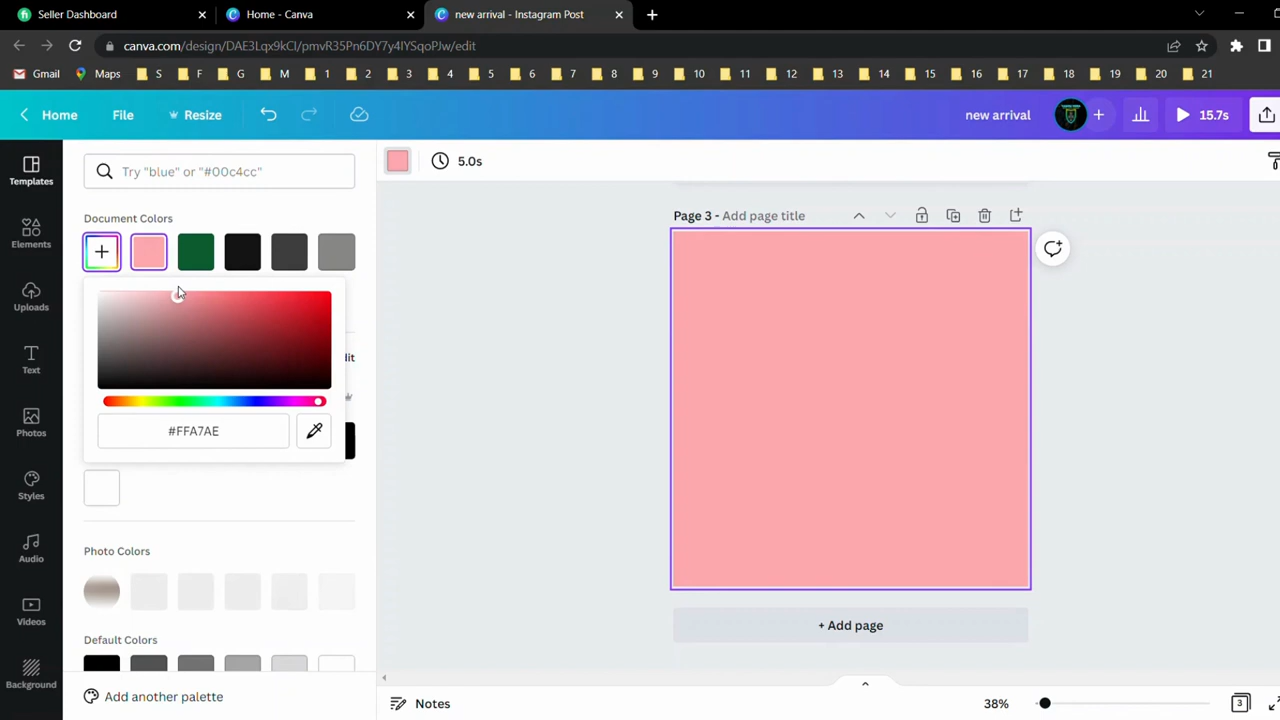 Seller Dashboard
Home - Canva
new arrival - Instagram Post
canva.com/design/DAE3Lqx9kCI/pmvR35Pn6DY7y4IYSqoPJw/edit
Gmail Maps S F G M 1 2 3 4 5 6 7 8 9 10 11 12 13 14 15 16 17 18 19 20 21
Home File Resize new arrival 15.7s
Templates
Elements
Uploads
Text
Photos
Styles
Audio
Videos
Background
Try "blue" or "#00c4cc"
Document Colors
dit
#FFA7AE
Photo Colors
Default Colors
Add another palette
5.0s
Page 3 - Add page title
+ Add page
Notes
38%
3